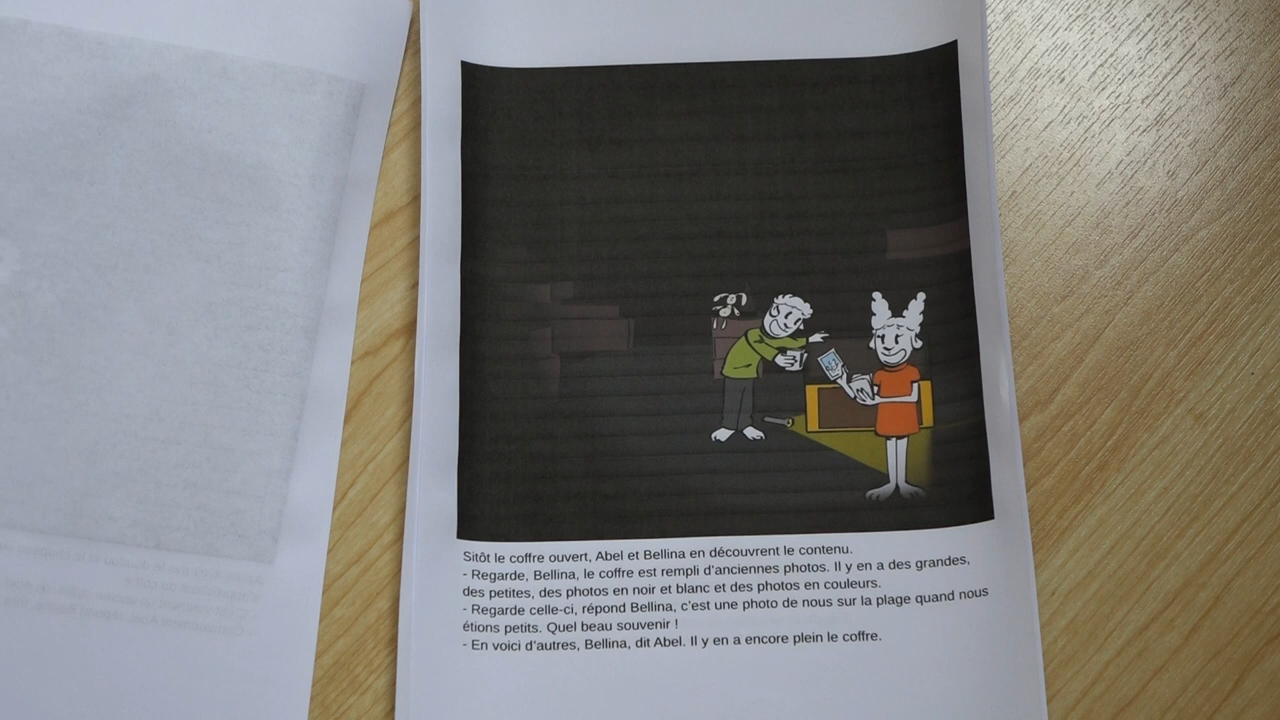 Sitôt le coffre ouvert, Abel et Bellina en découvrent le contenu.
- Regarde, Bellina, le coffre est rempli d'anciennes photos. Il y en a des grandes,
des petites, des photos en noir et blanc et des photos en couleurs.
- Regarde celle-ci, répond Bellina, c'est une photo de nous sur la plage quand nous
étions petits. Quel beau souvenir !
- En voici d'autres, Bellina, dit Abel. Il y en a encore plein le coffre.